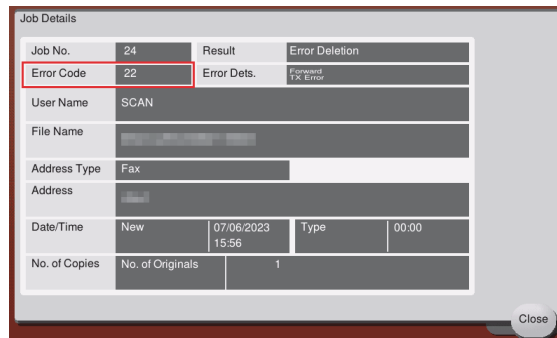 Job Details
Job No. 24 Result Error Deletion
Error Code 22 Error Dets. Forward
TX Error
User Name SCAN
File Name
Address Type Fax
Address
Date/Time New 07/06/2023 Type 00:00
15:56
No. of Copies No. of Originals 1
Close